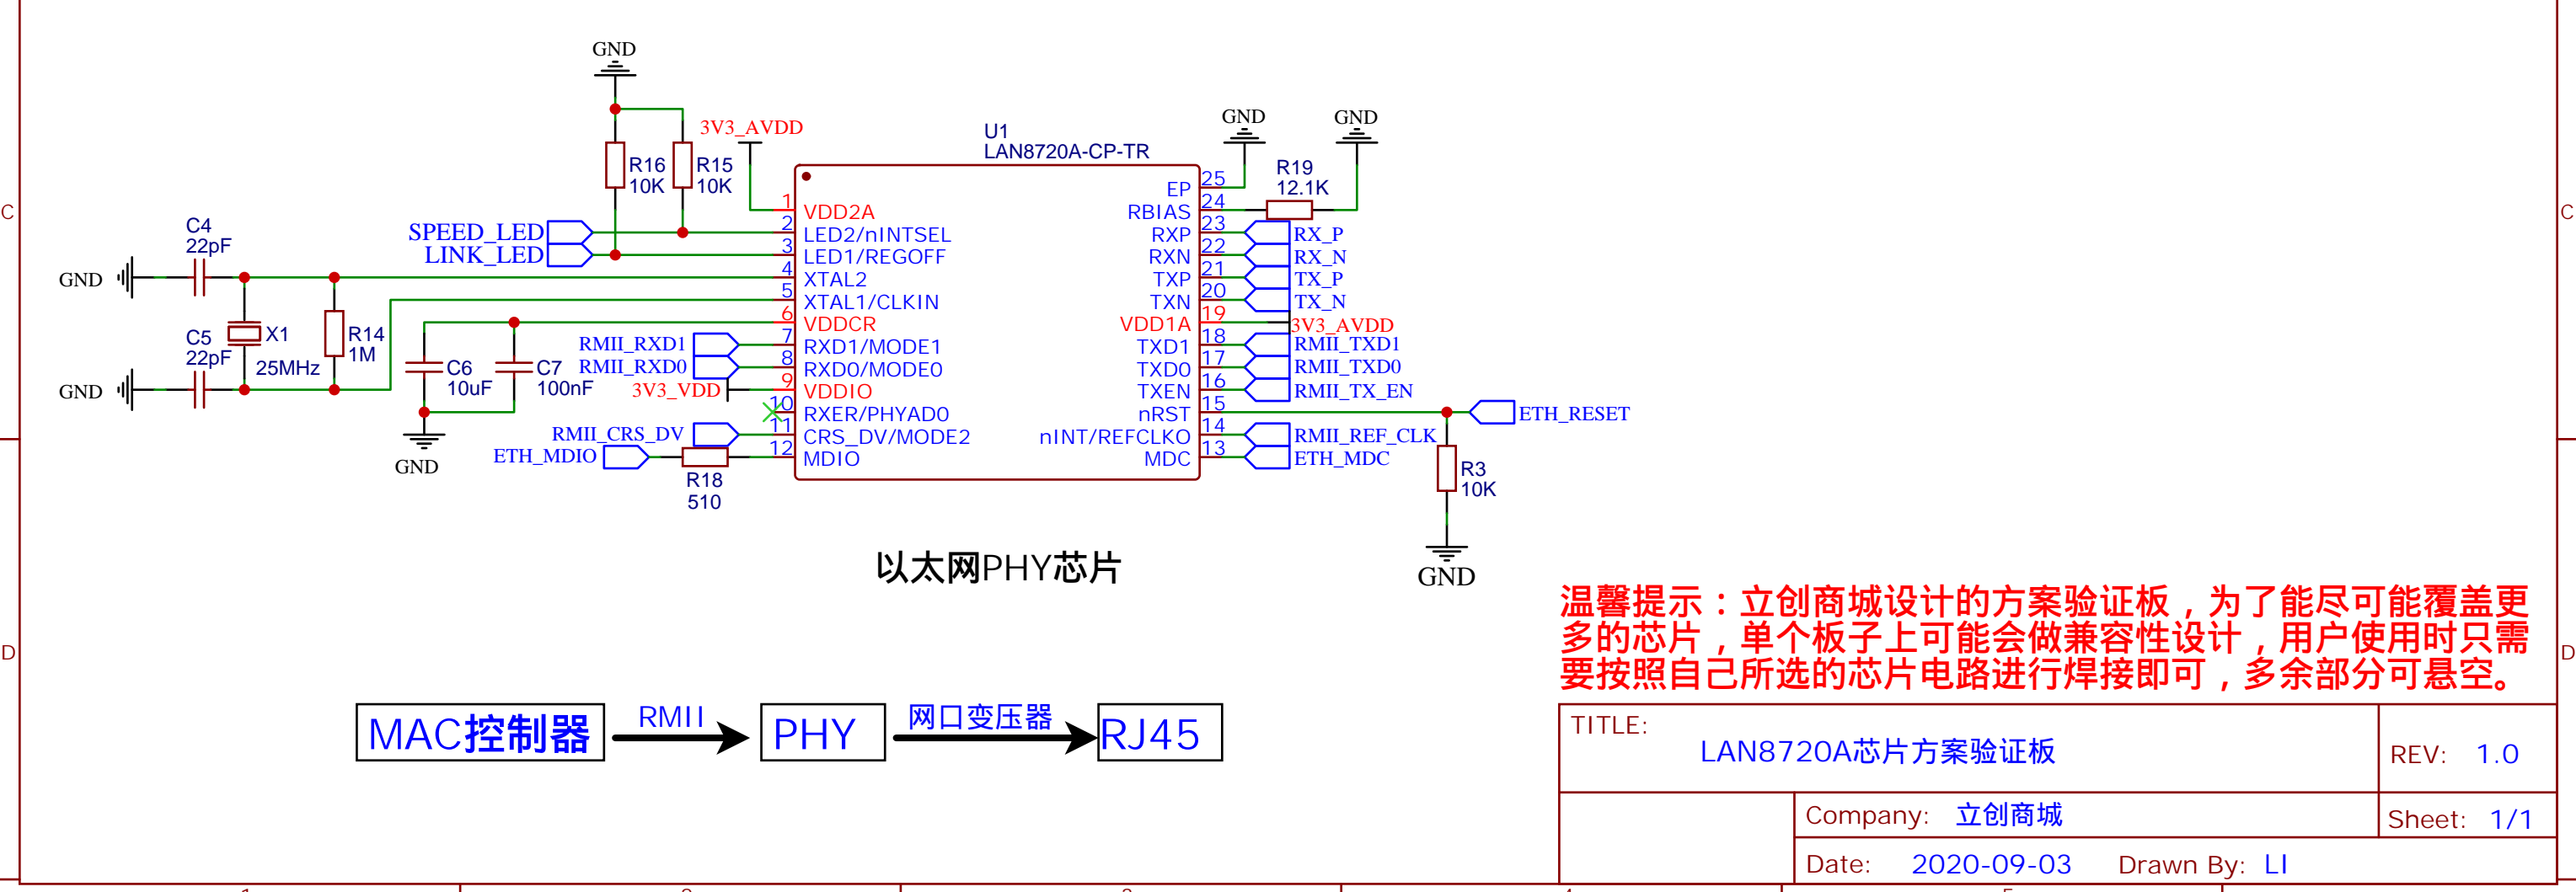 GND
3V3_AVDD
R16
10K
R15
10K
U1
LAN8720A-CP-TR
GND
GND
R19
12.1K
SPEED_LED
LINK_LED
C4
22pF
GND
C5
22pF
GND
X1
25MHz
R14
1M
C6
10uF
C7
100nF
GND
RMII_RXD1
RMII_RXD0
3V3_VDD
RMII_CRS_DV
ETH_MDIO
R18
510
1 VDD2A
2 LED2/nINTSEL
3 LED1/REGOFF
4 XTAL2
5 XTAL1/CLKIN
6 VDDCR
7 RXD1/MODE1
8 RXD0/MODE0
9 VDDIO
10 RXER/PHYAD0
11 CRS_DV/MODE2
12 MDIO
EP 25
RBIAS 24
RXP 23 RX_P
RXN 22 RX_N
TXP 21 TX_P
TXN 20 TX_N
VDD1A 19 3V3_AVDD
TXD1 18 RMII_TXD1
TXD0 17 RMII_TXD0
TXEN 16 RMII_TX_EN
nRST 15 ETH_RESET
nINT/REFCLKO 14 RMII_REF_CLK
MDC 13 ETH_MDC
R3
10K
GND
以太网PHY芯片
温馨提示：立创商城设计的方案验证板，为了能尽可能覆盖更
多的芯片，单个板子上可能会做兼容性设计，用户使用时只需
要按照自己所选的芯片电路进行焊接即可，多余部分可悬空。
MAC控制器
RMII
PHY
网口变压器
RJ45
TITLE:
LAN8720A芯片方案验证板
REV: 1.0
Company: 立创商城
Sheet: 1/1
Date: 2020-09-03 Drawn By: LI
C
C
D
D